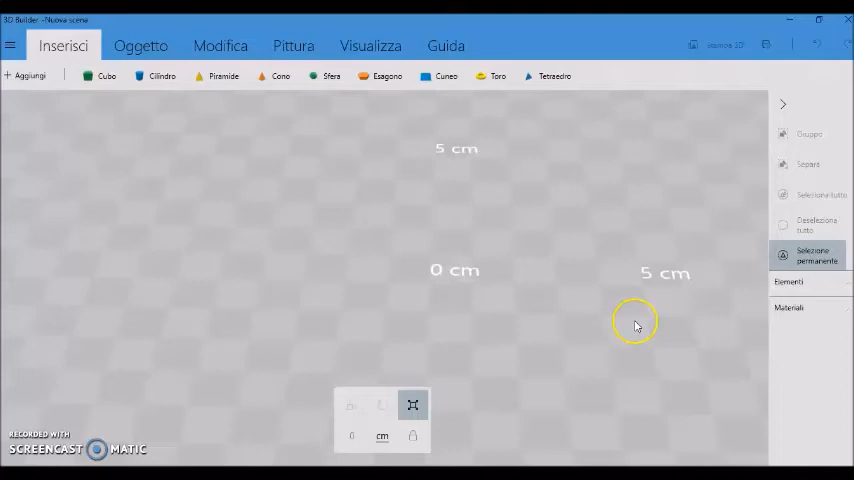 3D Builder -Nuova scena
Inserisci
Oggetto
Modifica
Pittura
Visualizza
Guida
Stampa 3D
+ Aggiungi
Cubo
Cilindro
Piramide
Cono
Sfera
Esagono
Cuneo
Toro
Tetraedro
5 cm
0 cm
5 cm
Gruppo
Separa
Seleziona tutto
Deseleziona
tutto
Selezione
permanente
Elementi
Materiali
0
cm
RECORDED WITH
SCREENCAST MATIC